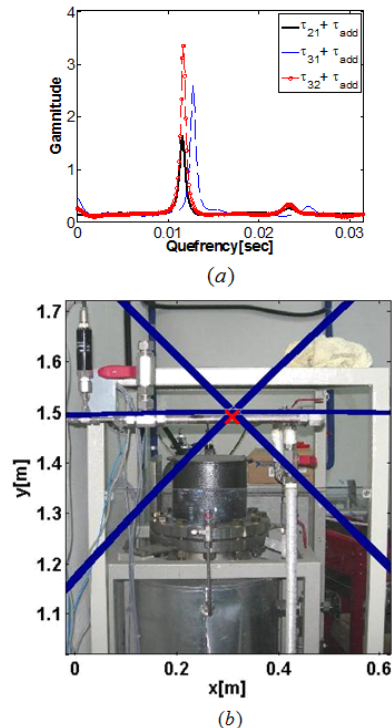 4
3
2
1
0
Gamnitude
τ21+ τadd
τ31+ τadd
τ32+ τadd
0
0.01
0.02
0.03
Quefrency[sec]
(a)
1.7
1.6
1.5
1.4
1.3
1.2
1.1
y[m]
0
0.2
0.4
0.6
x[m]
(b)